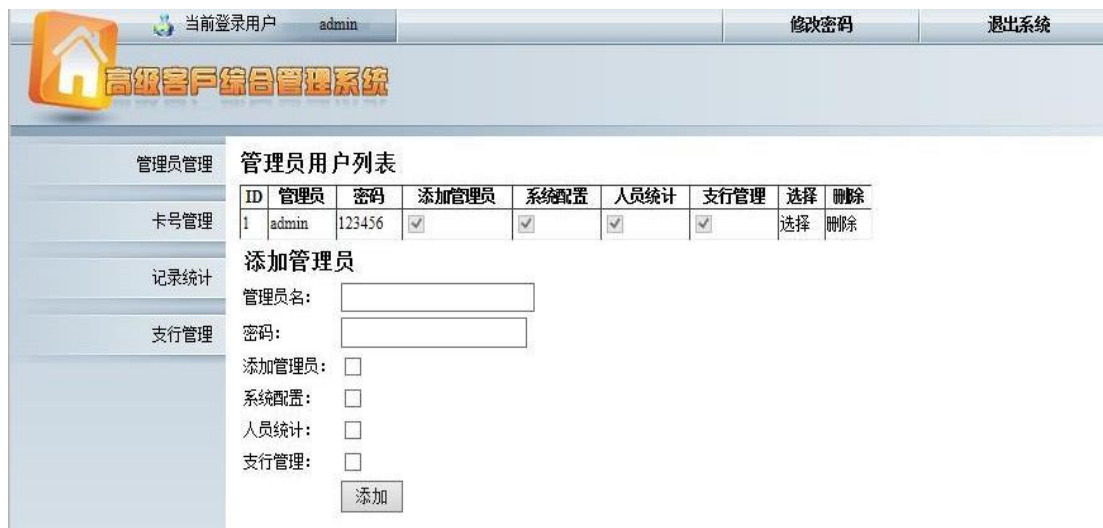 当前登录用户 admin 修改密码 退出系统
高级客戶综合管理系统
管理员管理
卡号管理
记录统计
支行管理
管理员用户列表
ID 管理员 密码 添加管理员 系统配置 人员统计 支行管理 选择 删除
1 admin 123456 选择 删除
添加管理员
管理员名：
密码：
添加管理员：
系统配置：
人员统计：
支行管理：
添加